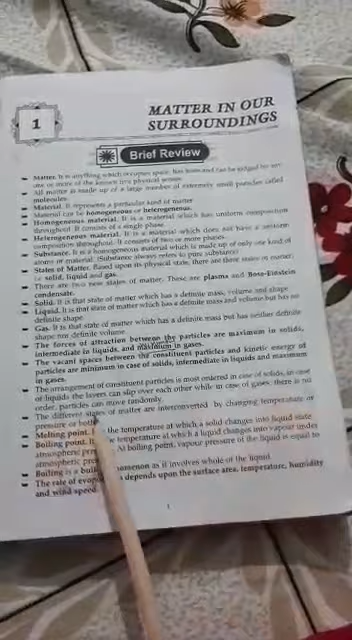 1
MATTER IN OUR
SURROUNDINGS
Brief Review
Matter. It is anything which occupies space, has mass and can be judged by any
one or more of the known five physical senses.
All matter is made up of a large number of extremely small particles called
molecules.
Material. It represents a particular kind of matter
Material can be homogeneous or heterogeneous.
Homogeneous material. It is a material which has uniform composition
throughout. It consists of a single phase.
Heterogeneous material. It is a material which does not have a uniform
composition throughout. It consists of two or more phases.
Substance. It is a homogeneous material which is made up of only one kind of
atoms or material. (Substance always refers to pure substance)
States of Matter. Based upon its physical state, there are three states of matter,
i.e. solid, liquid and gas.
There are two new states of matter. These are plasma and Bose-Einstein
condensate.
Solid. It is that state of matter which has a definite mass, volume and shape
Liquid. It is that state of matter which has a definite mass and volume but has no
definite shape.
Gas. It is that state of matter which has a definite mass but has neither definite
shape nor definite volume.
The forces of attraction between the particles are maximum in solids,
intermediate in liquids, and maximum in gases.
The vacant spaces between the constituent particles and kinetic energy of
particles are minimum in case of solids, intermediate in liquids and maximum
in gases.
The arrangement of constituent particles is most ordered in case of solids, in case
of liquids the layers can slip over each other while in case of gases, there is no
order, particles can move randomly.
The different states of matter are interconverted by changing temperature or
pressure or both
Melting point. the temperature at which a solid changes into liquid state
Boiling point. temperature at which a liquid changes into vapour under
atmospheric At boiling point, vapour pressure of the liquid is equal to
atmospheric
Boiling is a as it involves whole of the liquid
The rate of depends upon the surface area, temperature, humidity
and wind speed.
1